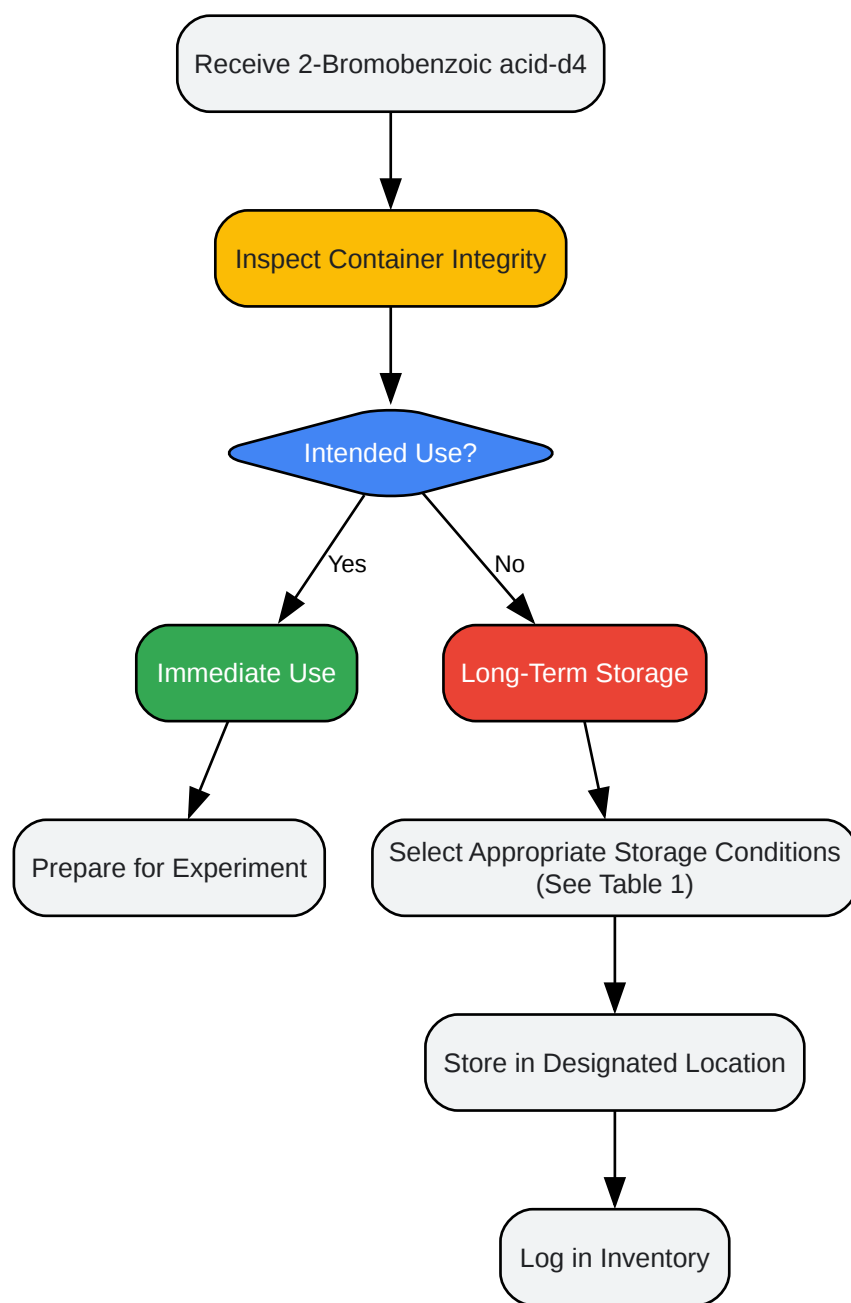 Receive 2-Bromobenzoic acid-d4
Inspect Container Integrity
Intended Use?
Yes
No
Immediate Use
Long-Term Storage
Prepare for Experiment
Select Appropriate Storage Conditions
(See Table 1)
Store in Designated Location
Log in Inventory